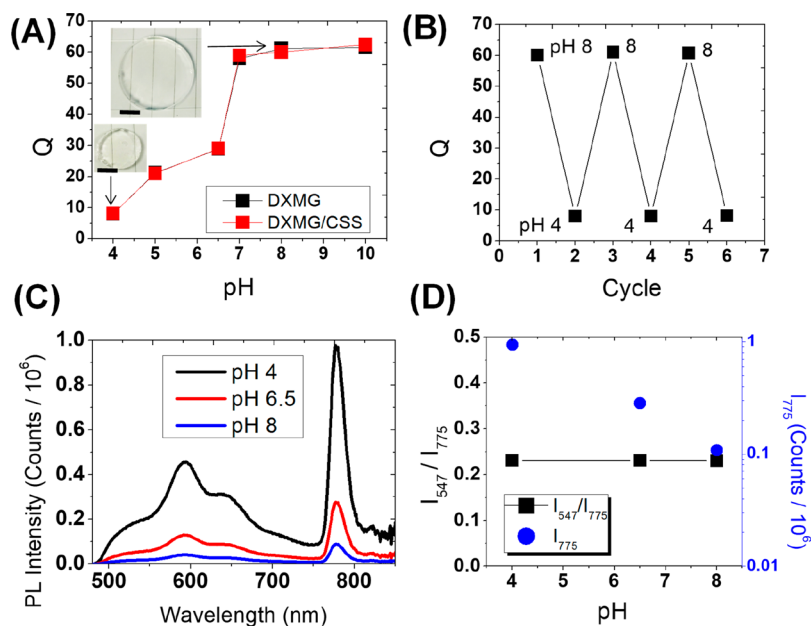 (A)
70
60
50
40
30
20
10
0
Q
4 5 6 7 8 9 10
pH
DXMG
DXMG/CSS
(B)
70
60
50
40
30
20
10
0
Q
pH 8
8
8
pH 4
4
4
0 1 2 3 4 5 6 7
Cycle
(C)
1.0
0.8
0.6
0.4
0.2
0.0
PL Intensity (Counts / 10⁶)
pH 4
pH 6.5
pH 8
500 600 700 800
Wavelength (nm)
(D)
0.5
0.4
0.3
0.2
0.1
0.0
I₅₄₇ / I₇₇₅
I₅₄₇/I₇₇₅
I₇₇₅
4 5 6 7 8
pH
1
0.1
0.01
I₇₇₅ (Counts / 10⁶)